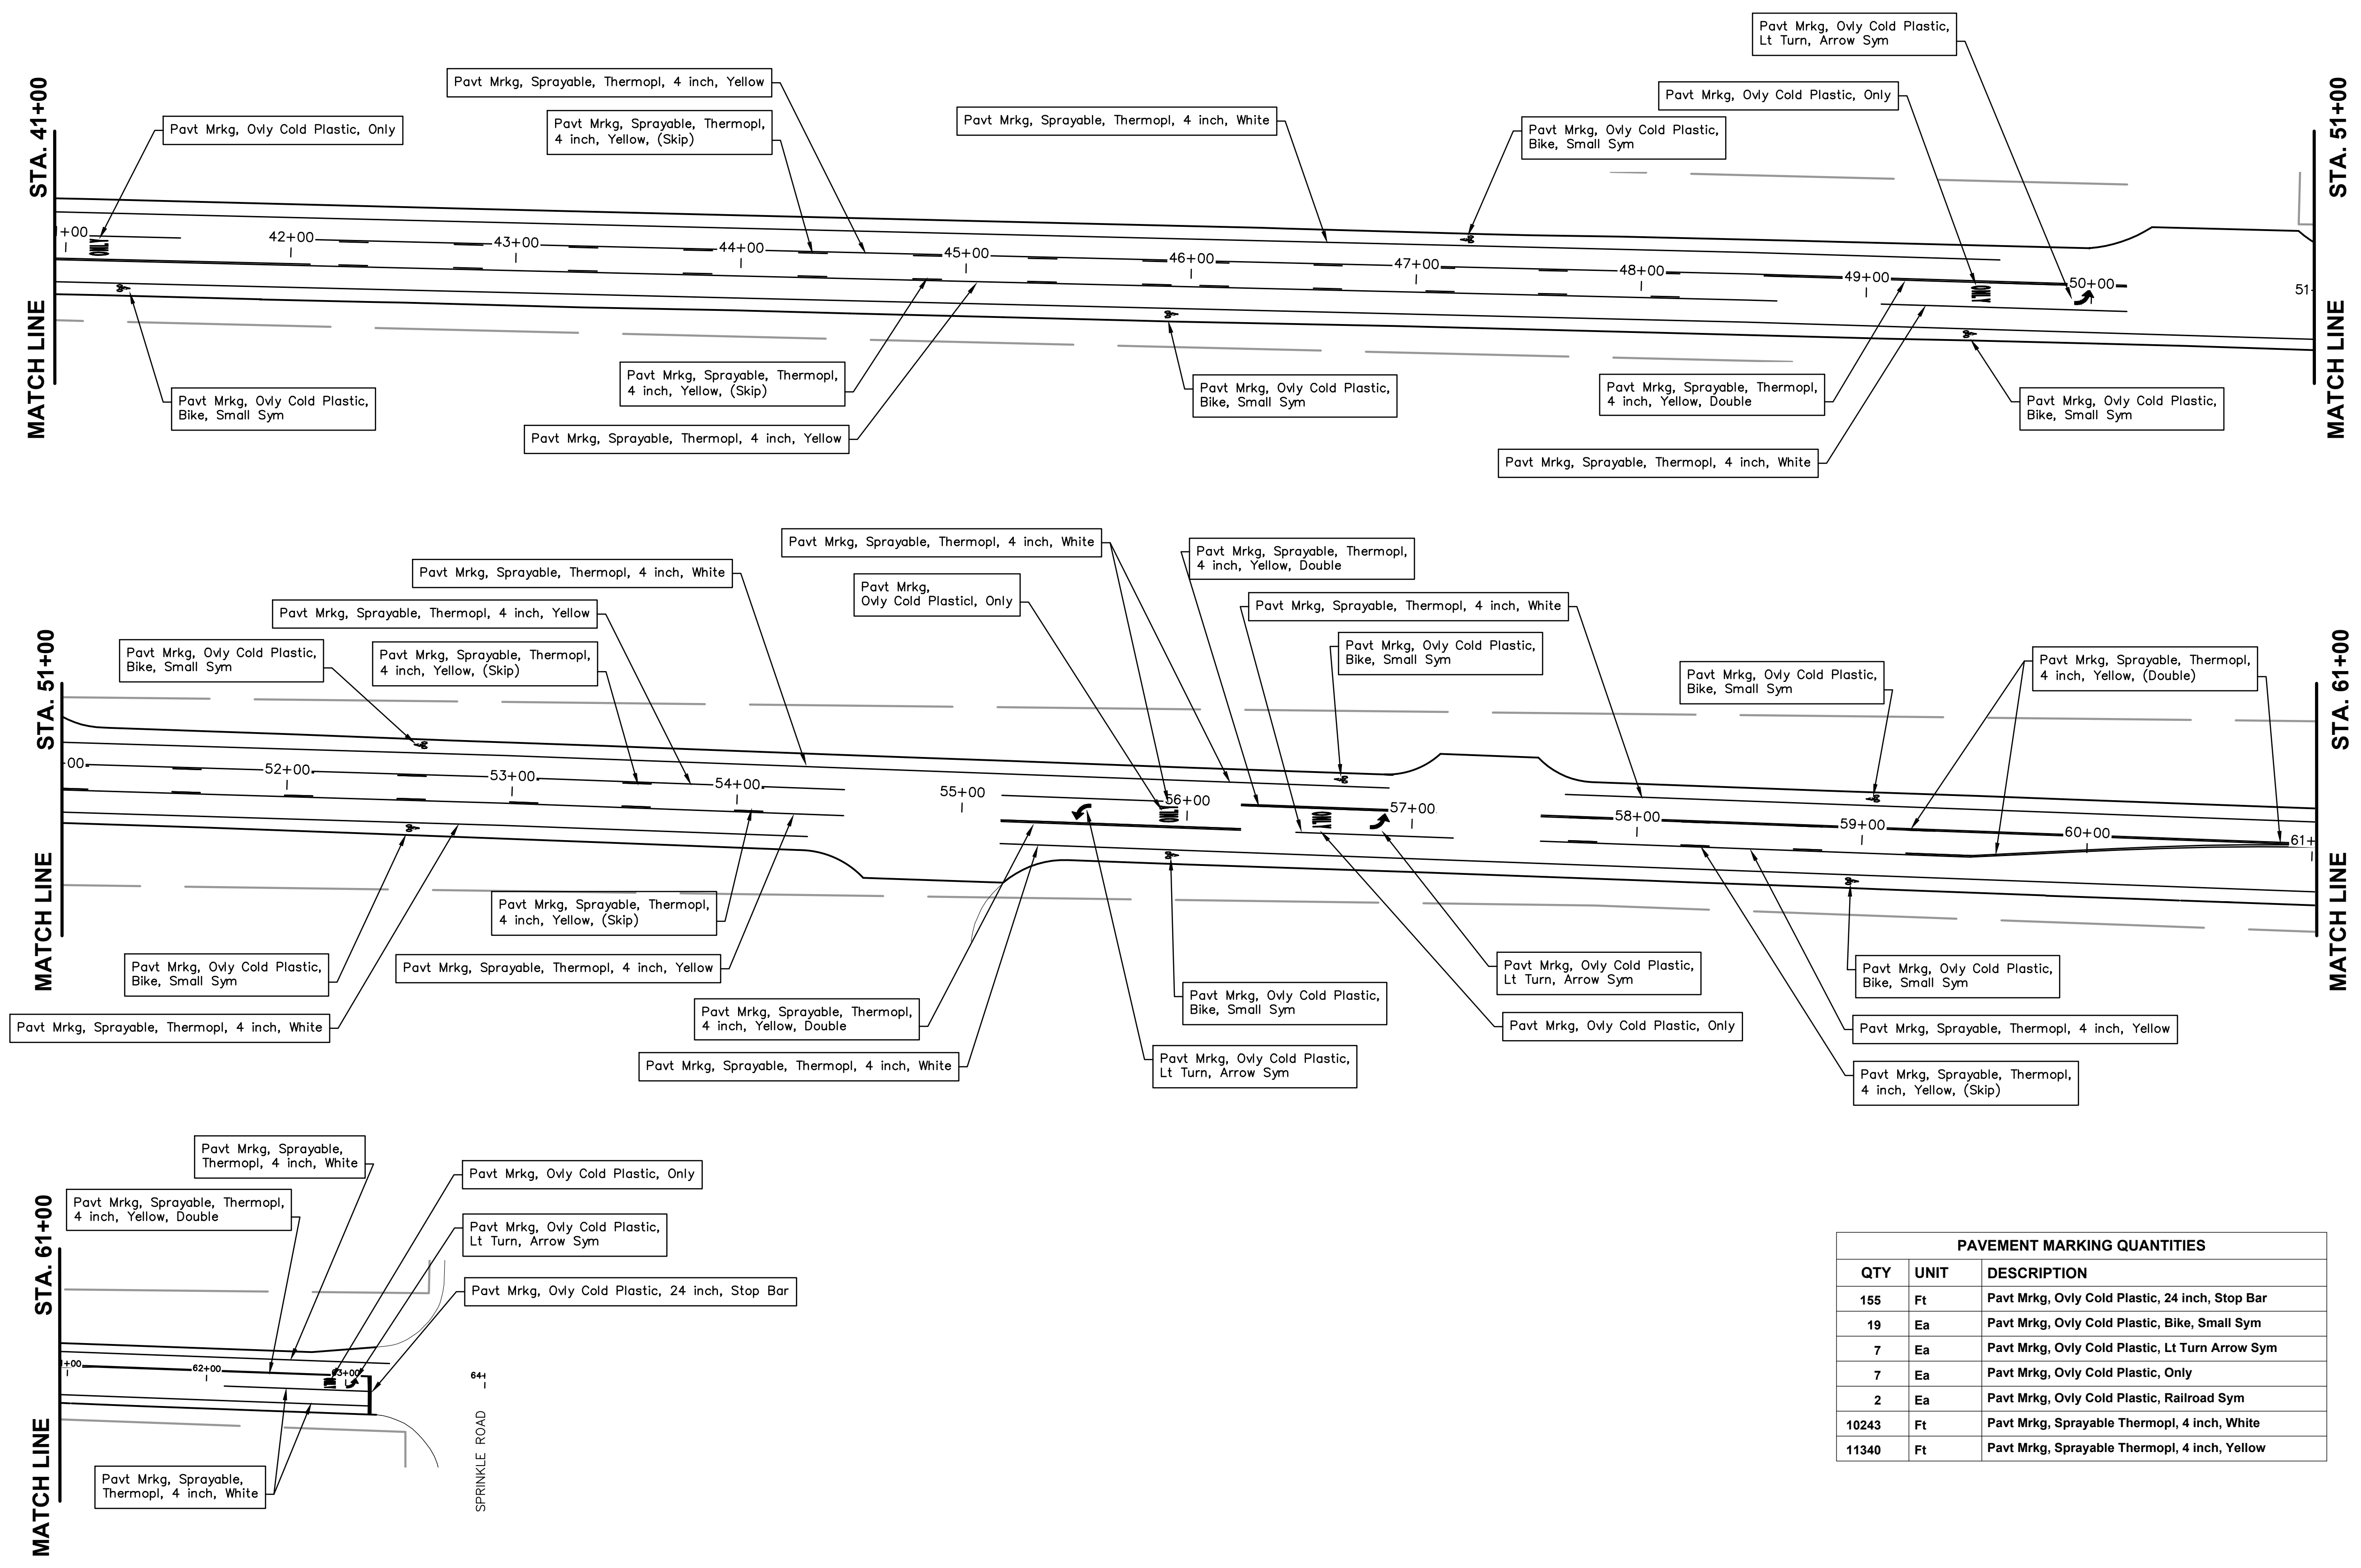 Pavt Mrkg, Ovly Cold Plastic,
Lt Turn, Arrow Sym
Pavt Mrkg, Sprayable, Thermopl, 4 inch, Yellow
Pavt Mrkg, Ovly Cold Plastic, Only
Pavt Mrkg, Sprayable, Thermopl,
4 inch, Yellow, (Skip)
Pavt Mrkg, Sprayable, Thermopl, 4 inch, White
Pavt Mrkg, Ovly Cold Plastic, Only
Pavt Mrkg, Ovly Cold Plastic,
Bike, Small Sym
MATCH LINE STA. 41+00
MATCH LINE STA. 51+00
1+00
ONLY
42+00
43+00
44+00
45+00
46+00
47+00
48+00
49+00
ONLY
50+00
51+
Pavt Mrkg, Ovly Cold Plastic,
Bike, Small Sym
Pavt Mrkg, Sprayable, Thermopl,
4 inch, Yellow, (Skip)
Pavt Mrkg, Sprayable, Thermopl, 4 inch, Yellow
Pavt Mrkg, Ovly Cold Plastic,
Bike, Small Sym
Pavt Mrkg, Sprayable, Thermopl,
4 inch, Yellow, Double
Pavt Mrkg, Ovly Cold Plastic,
Bike, Small Sym
Pavt Mrkg, Sprayable, Thermopl, 4 inch, White
Pavt Mrkg, Sprayable, Thermopl, 4 inch, White
Pavt Mrkg, Sprayable, Thermopl,
4 inch, Yellow, Double
Pavt Mrkg, Sprayable, Thermopl, 4 inch, White
Pavt Mrkg,
Ovly Cold Plasticl, Only
Pavt Mrkg, Sprayable, Thermopl, 4 inch, White
Pavt Mrkg, Sprayable, Thermopl, 4 inch, Yellow
Pavt Mrkg, Ovly Cold Plastic,
Bike, Small Sym
Pavt Mrkg, Sprayable, Thermopl,
4 inch, Yellow, (Skip)
Pavt Mrkg, Ovly Cold Plastic,
Bike, Small Sym
Pavt Mrkg, Ovly Cold Plastic,
Bike, Small Sym
Pavt Mrkg, Sprayable, Thermopl,
4 inch, Yellow, (Double)
MATCH LINE STA. 51+00
MATCH LINE STA. 61+00
+00
52+00
53+00
54+00
55+00
ONLY
56+00
ONLY
57+00
58+00
59+00
60+00
61+
Pavt Mrkg, Sprayable, Thermopl,
4 inch, Yellow, (Skip)
Pavt Mrkg, Ovly Cold Plastic,
Bike, Small Sym
Pavt Mrkg, Sprayable, Thermopl, 4 inch, Yellow
Pavt Mrkg, Ovly Cold Plastic,
Lt Turn, Arrow Sym
Pavt Mrkg, Ovly Cold Plastic,
Bike, Small Sym
Pavt Mrkg, Ovly Cold Plastic,
Bike, Small Sym
Pavt Mrkg, Sprayable, Thermopl, 4 inch, White
Pavt Mrkg, Sprayable, Thermopl,
4 inch, Yellow, Double
Pavt Mrkg, Ovly Cold Plastic, Only
Pavt Mrkg, Sprayable, Thermopl, 4 inch, Yellow
Pavt Mrkg, Sprayable, Thermopl, 4 inch, White
Pavt Mrkg, Ovly Cold Plastic,
Lt Turn, Arrow Sym
Pavt Mrkg, Sprayable, Thermopl,
4 inch, Yellow, (Skip)
Pavt Mrkg, Sprayable,
Thermopl, 4 inch, White
Pavt Mrkg, Ovly Cold Plastic, Only
Pavt Mrkg, Sprayable, Thermopl,
4 inch, Yellow, Double
Pavt Mrkg, Ovly Cold Plastic,
Lt Turn, Arrow Sym
Pavt Mrkg, Ovly Cold Plastic, 24 inch, Stop Bar
MATCH LINE STA. 61+00
1+00
62+00
ONLY
63+00
64+
SPRINKLE ROAD
Pavt Mrkg, Sprayable,
Thermopl, 4 inch, White
PAVEMENT MARKING QUANTITIES
QTY UNIT DESCRIPTION
155 Ft Pavt Mrkg, Ovly Cold Plastic, 24 inch, Stop Bar
19 Ea Pavt Mrkg, Ovly Cold Plastic, Bike, Small Sym
7 Ea Pavt Mrkg, Ovly Cold Plastic, Lt Turn Arrow Sym
7 Ea Pavt Mrkg, Ovly Cold Plastic, Only
2 Ea Pavt Mrkg, Ovly Cold Plastic, Railroad Sym
10243 Ft Pavt Mrkg, Sprayable Thermopl, 4 inch, White
11340 Ft Pavt Mrkg, Sprayable Thermopl, 4 inch, Yellow